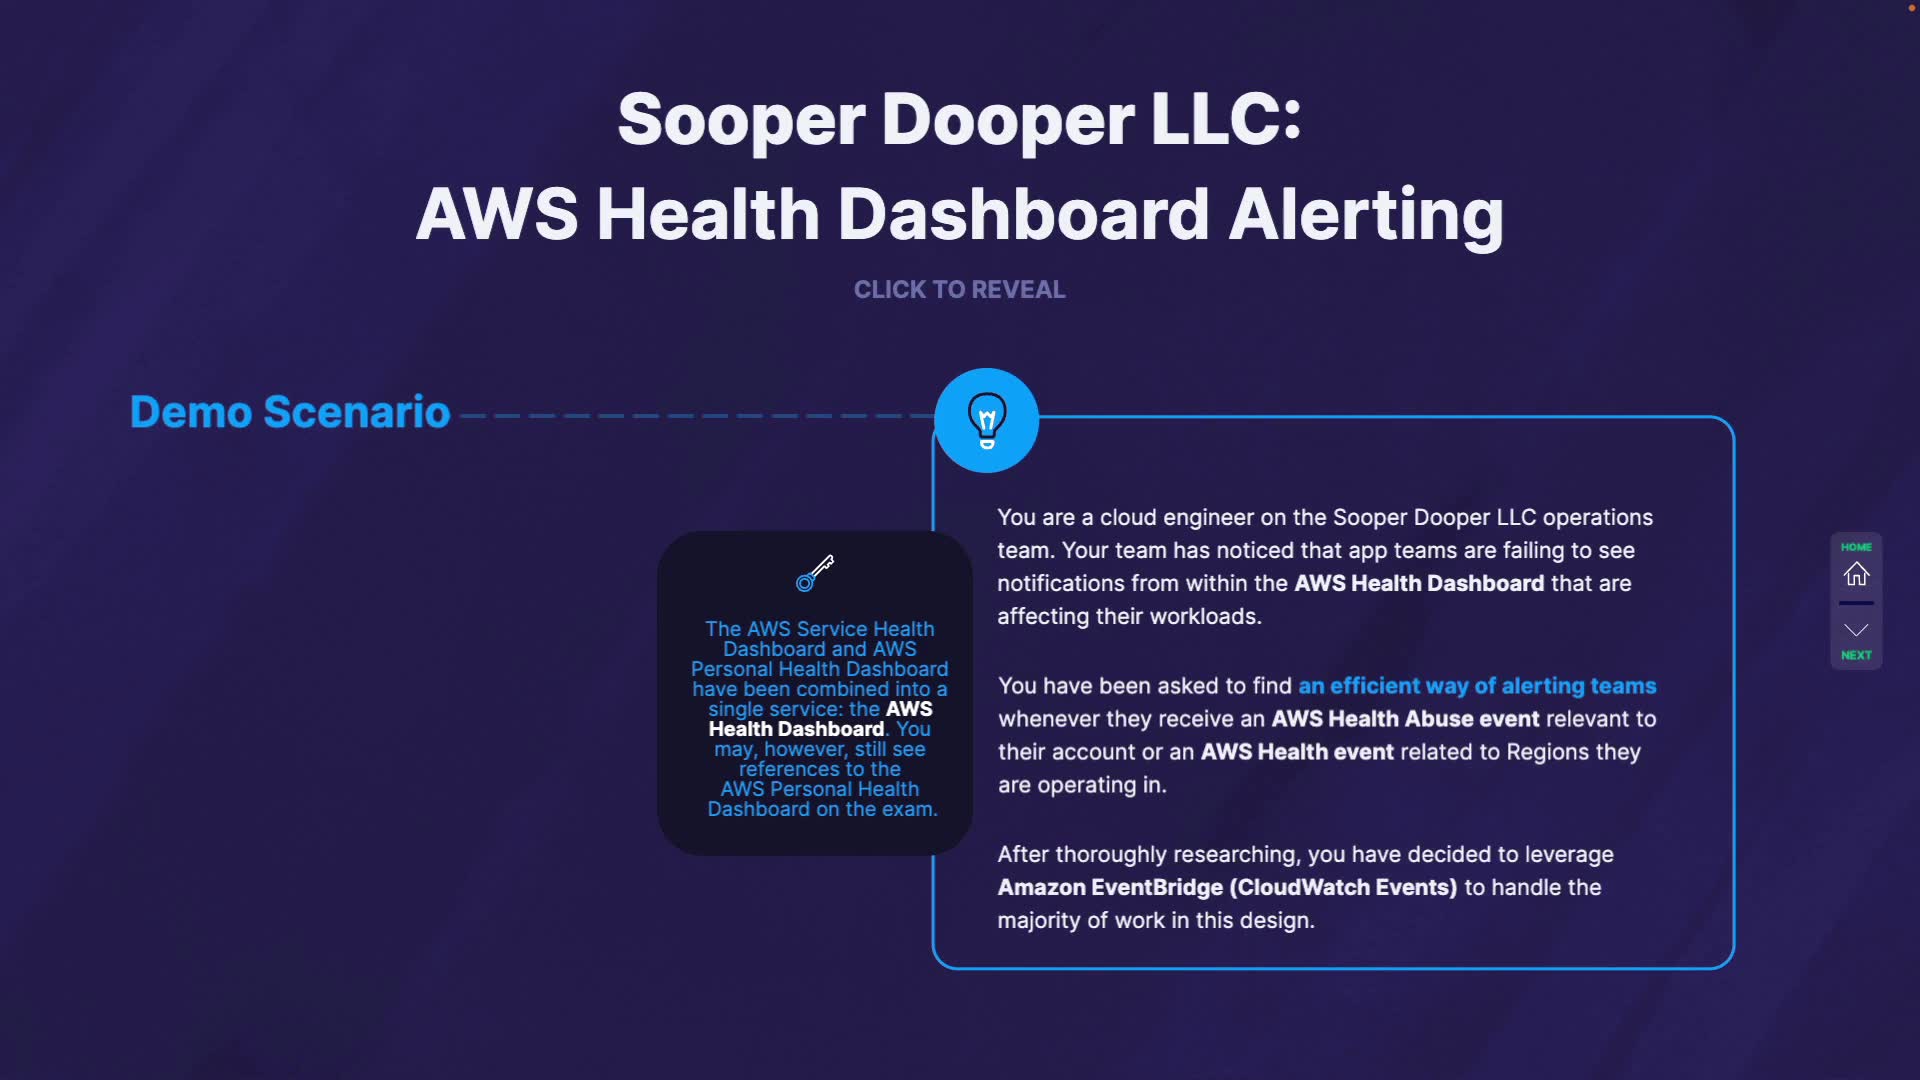 Sooper Dooper LLC:
AWS Health Dashboard Alerting
CLICK TO REVEAL
Demo Scenario
The AWS Service Health
Dashboard and AWS
Personal Health Dashboard
have been combined into a
single service: the AWS
Health Dashboard. You
may, however, still see
references to the
AWS Personal Health
Dashboard on the exam.
You are a cloud engineer on the Sooper Dooper LLC operations
team. Your team has noticed that app teams are failing to see
notifications from within the AWS Health Dashboard that are
affecting their workloads.
You have been asked to find an efficient way of alerting teams
whenever they receive an AWS Health Abuse event relevant to
their account or an AWS Health event related to Regions they
are operating in.
After thoroughly researching, you have decided to leverage
Amazon EventBridge (CloudWatch Events) to handle the
majority of work in this design.
HOME
NEXT